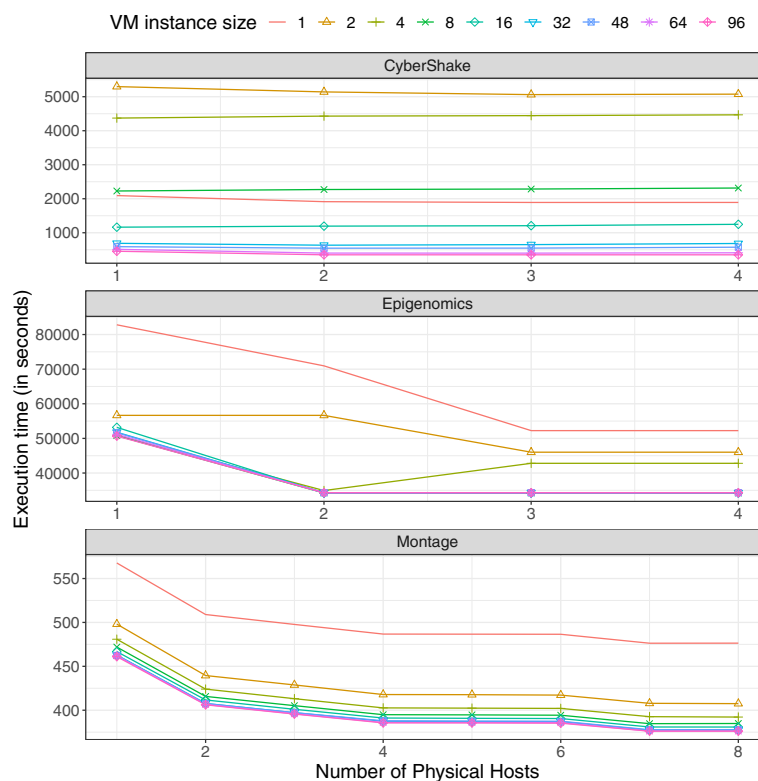 VM instance size 1 2 4 8 16 32 48 64 96
CyberShake
5000
4000
3000
2000
1000
1 2 3 4
Epigenomics
80000
70000
60000
50000
40000
1 2 3 4
Montage
550
500
450
400
2 4 6 8
Execution time (in seconds)
Number of Physical Hosts